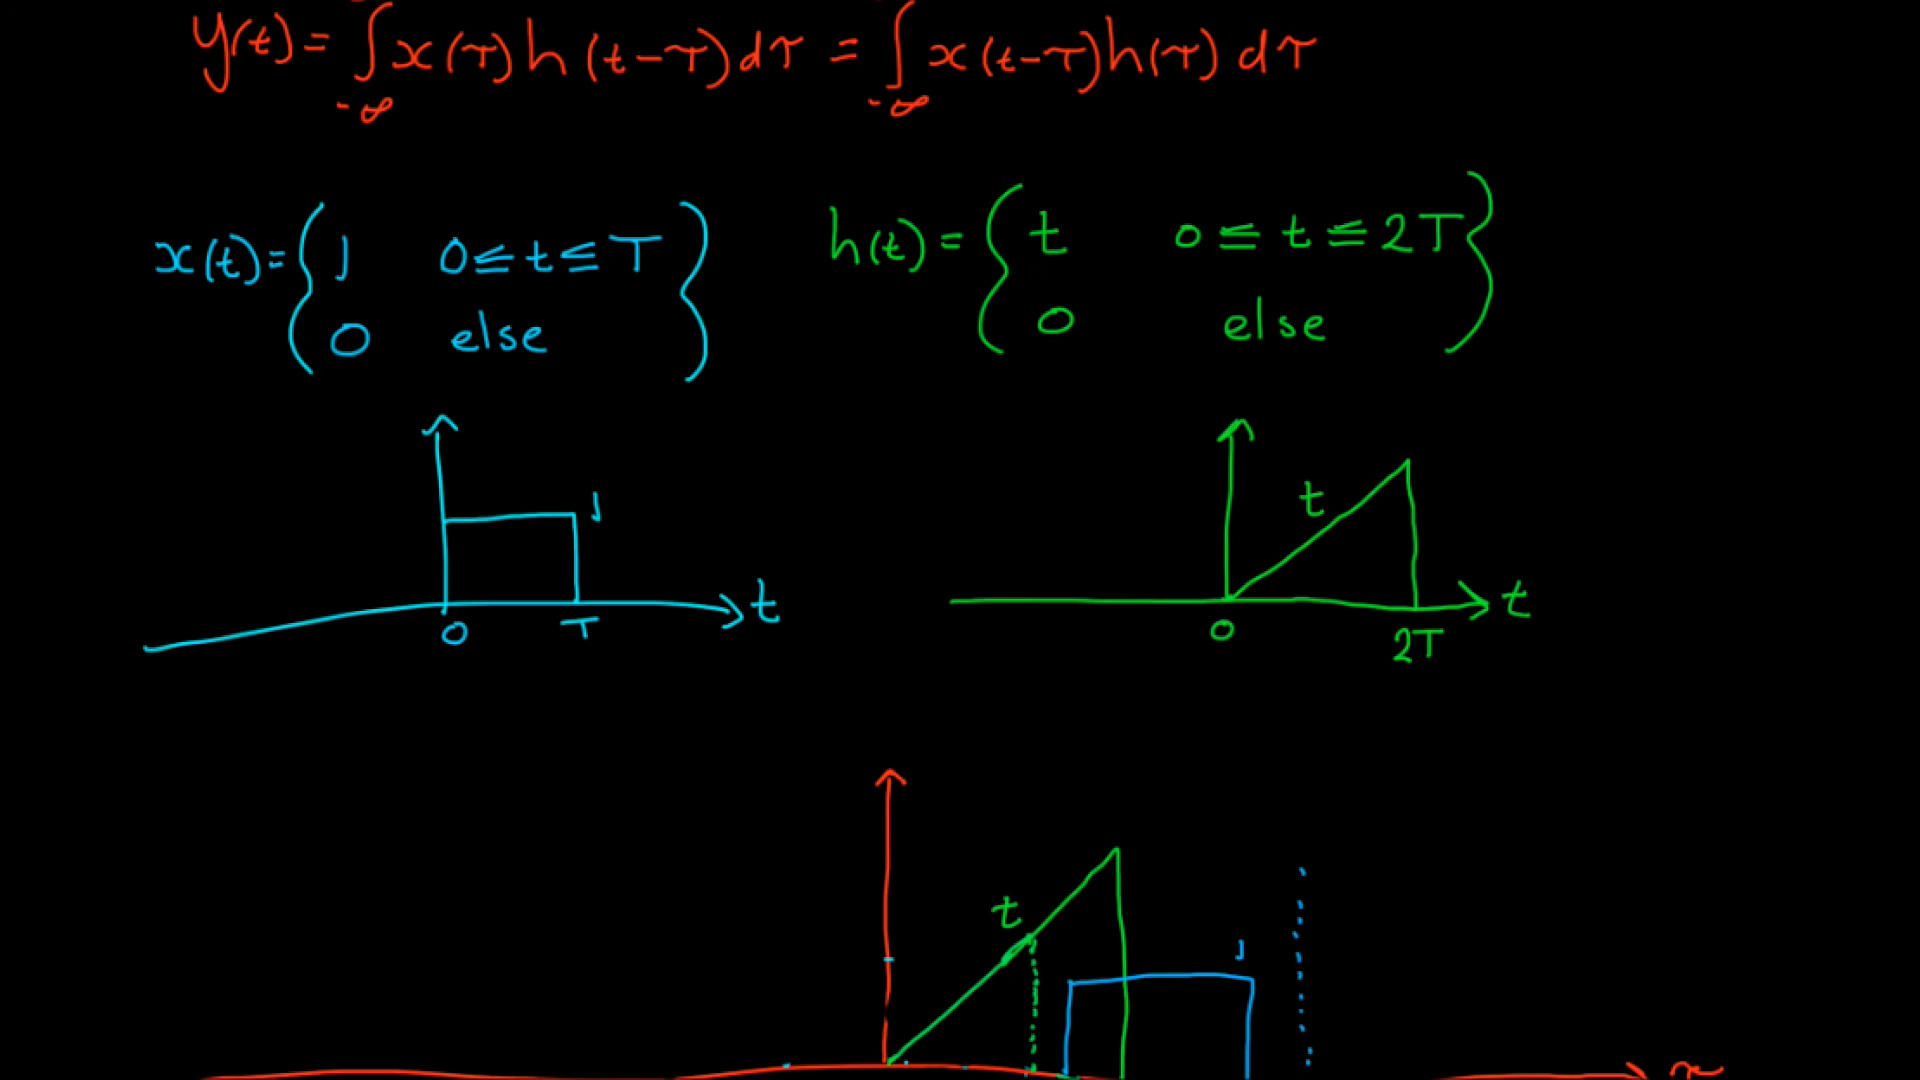 y(t) = ∫ x(τ) h(t-τ) dτ = ∫ x(t-τ) h(τ) dτ
-∞ -∞
x(t) = { 1 0 ≤ t ≤ T }
0 else
h(t) = { t 0 ≤ t ≤ 2T }
0 else
1
t
0 T
t
t
0 2T
t
1
τ